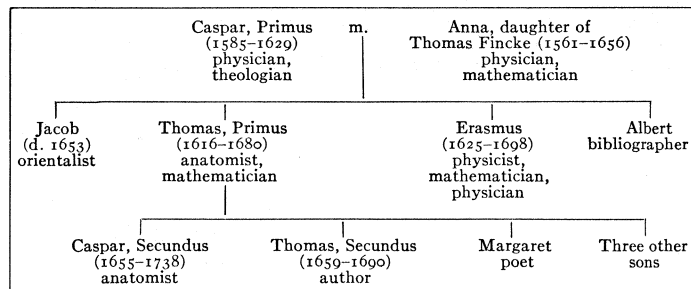 Caspar, Primus m. Anna, daughter of
(1585–1629) Thomas Fincke (1561–1656)
physician, physician,
theologian mathematician
Jacob Thomas, Primus Erasmus Albert
(d. 1653) (1616–1680) (1625–1698) bibliographer
orientalist anatomist, physicist,
mathematician mathematician,
physician
Caspar, Secundus Thomas, Secundus Margaret Three other
(1655–1738) (1659–1690) poet sons
anatomist author